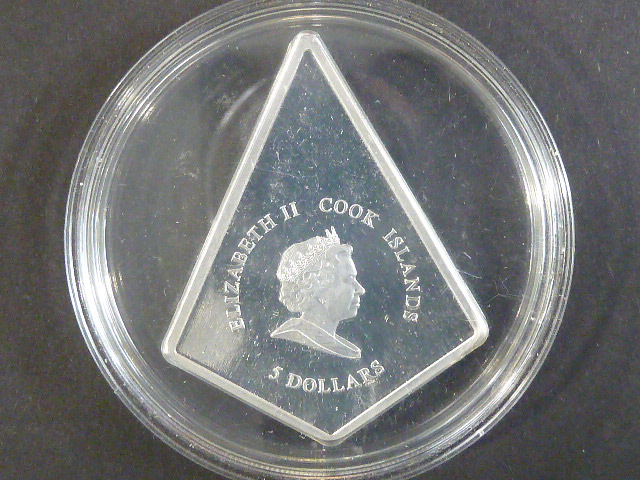 ELIZABETH II COOK ISLANDS
5 DOLLARS